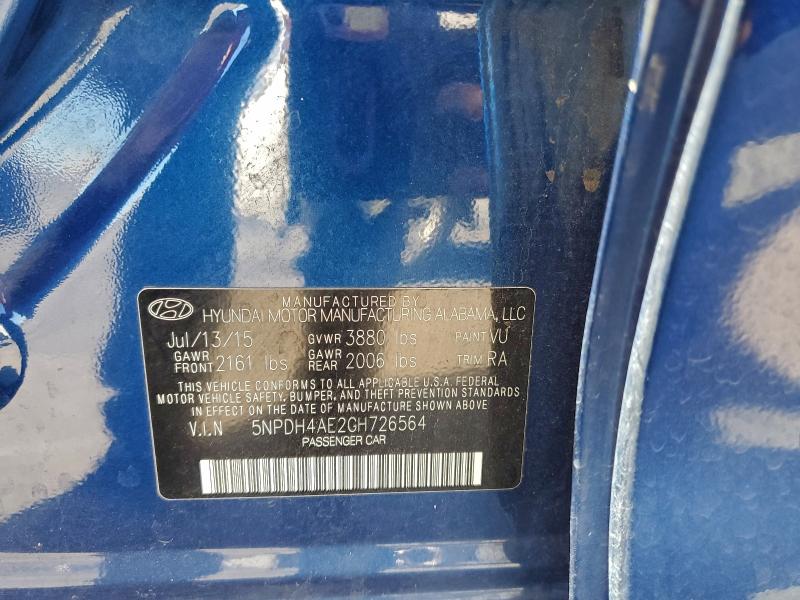 MANUFACTURED BY
HYUNDAI MOTOR MANUFACTURING ALABAMA, LLC
Jul/13/15 GVWR 3880 lbs PAINT VU
GAWR FRONT 2161 lbs GAWR REAR 2006 lbs TRIM RA
THIS VEHICLE CONFORMS TO ALL APPLICABLE U.S.A. FEDERAL
MOTOR VEHICLE SAFETY, BUMPER, AND THEFT PREVENTION STANDARDS
IN EFFECT ON THE DATE OF MANUFACTURE SHOWN ABOVE
V.I.N 5NPDH4AE2GH726564
PASSENGER CAR